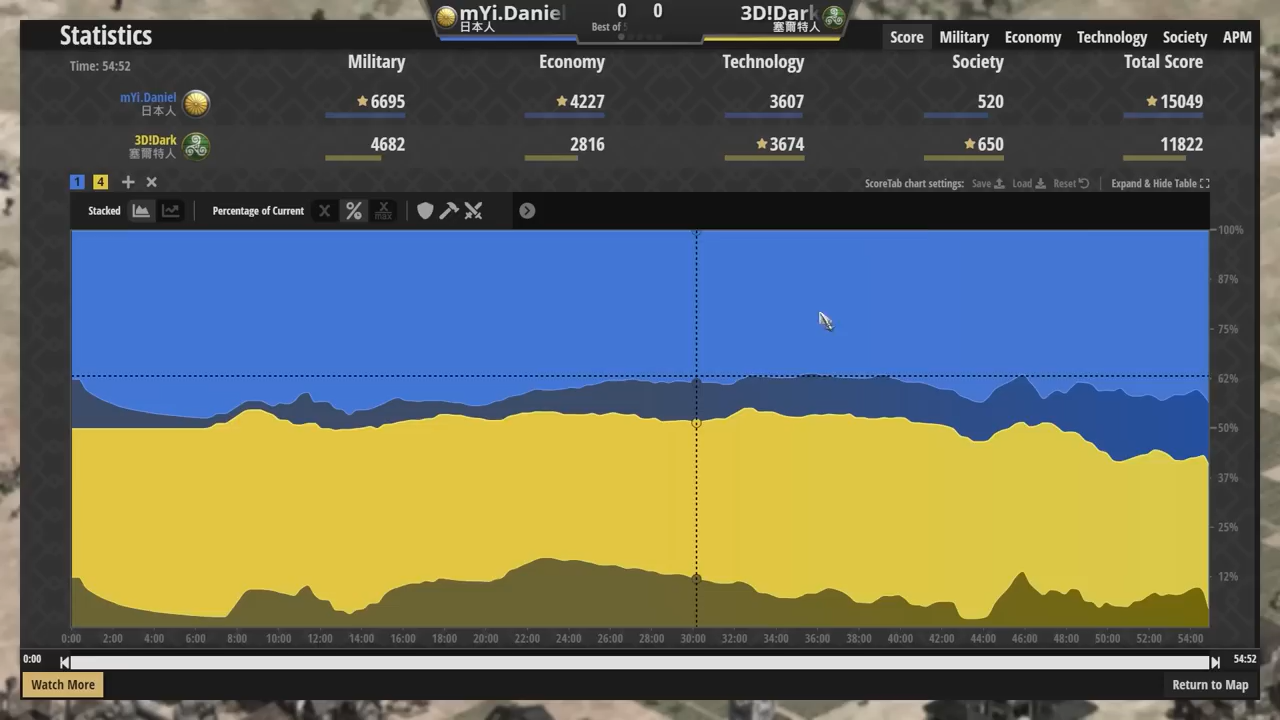 mYi.Daniel 0 0 3D!Dark
日本人 Best of 塞爾特人
Statistics Score Military Economy Technology Society APM
Time: 54:52 Military Economy Technology Society Total Score
mYi.Daniel 6695 4227 3607 520 15049
日本人
3D!Dark 4682 2816 3674 650 11822
塞爾特人
1 4 ScoreTab chart settings: Save Load Reset Expand & Hide Table
Stacked Percentage of Current X % X/max
100%
87%
75%
62%
50%
37%
25%
12%
0:00 2:00 4:00 6:00 8:00 10:00 12:00 14:00 16:00 18:00 20:00 22:00 24:00 26:00 28:00 30:00 32:00 34:00 36:00 38:00 40:00 42:00 44:00 46:00 48:00 50:00 52:00 54:00
0:00 54:52
Watch More Return to Map